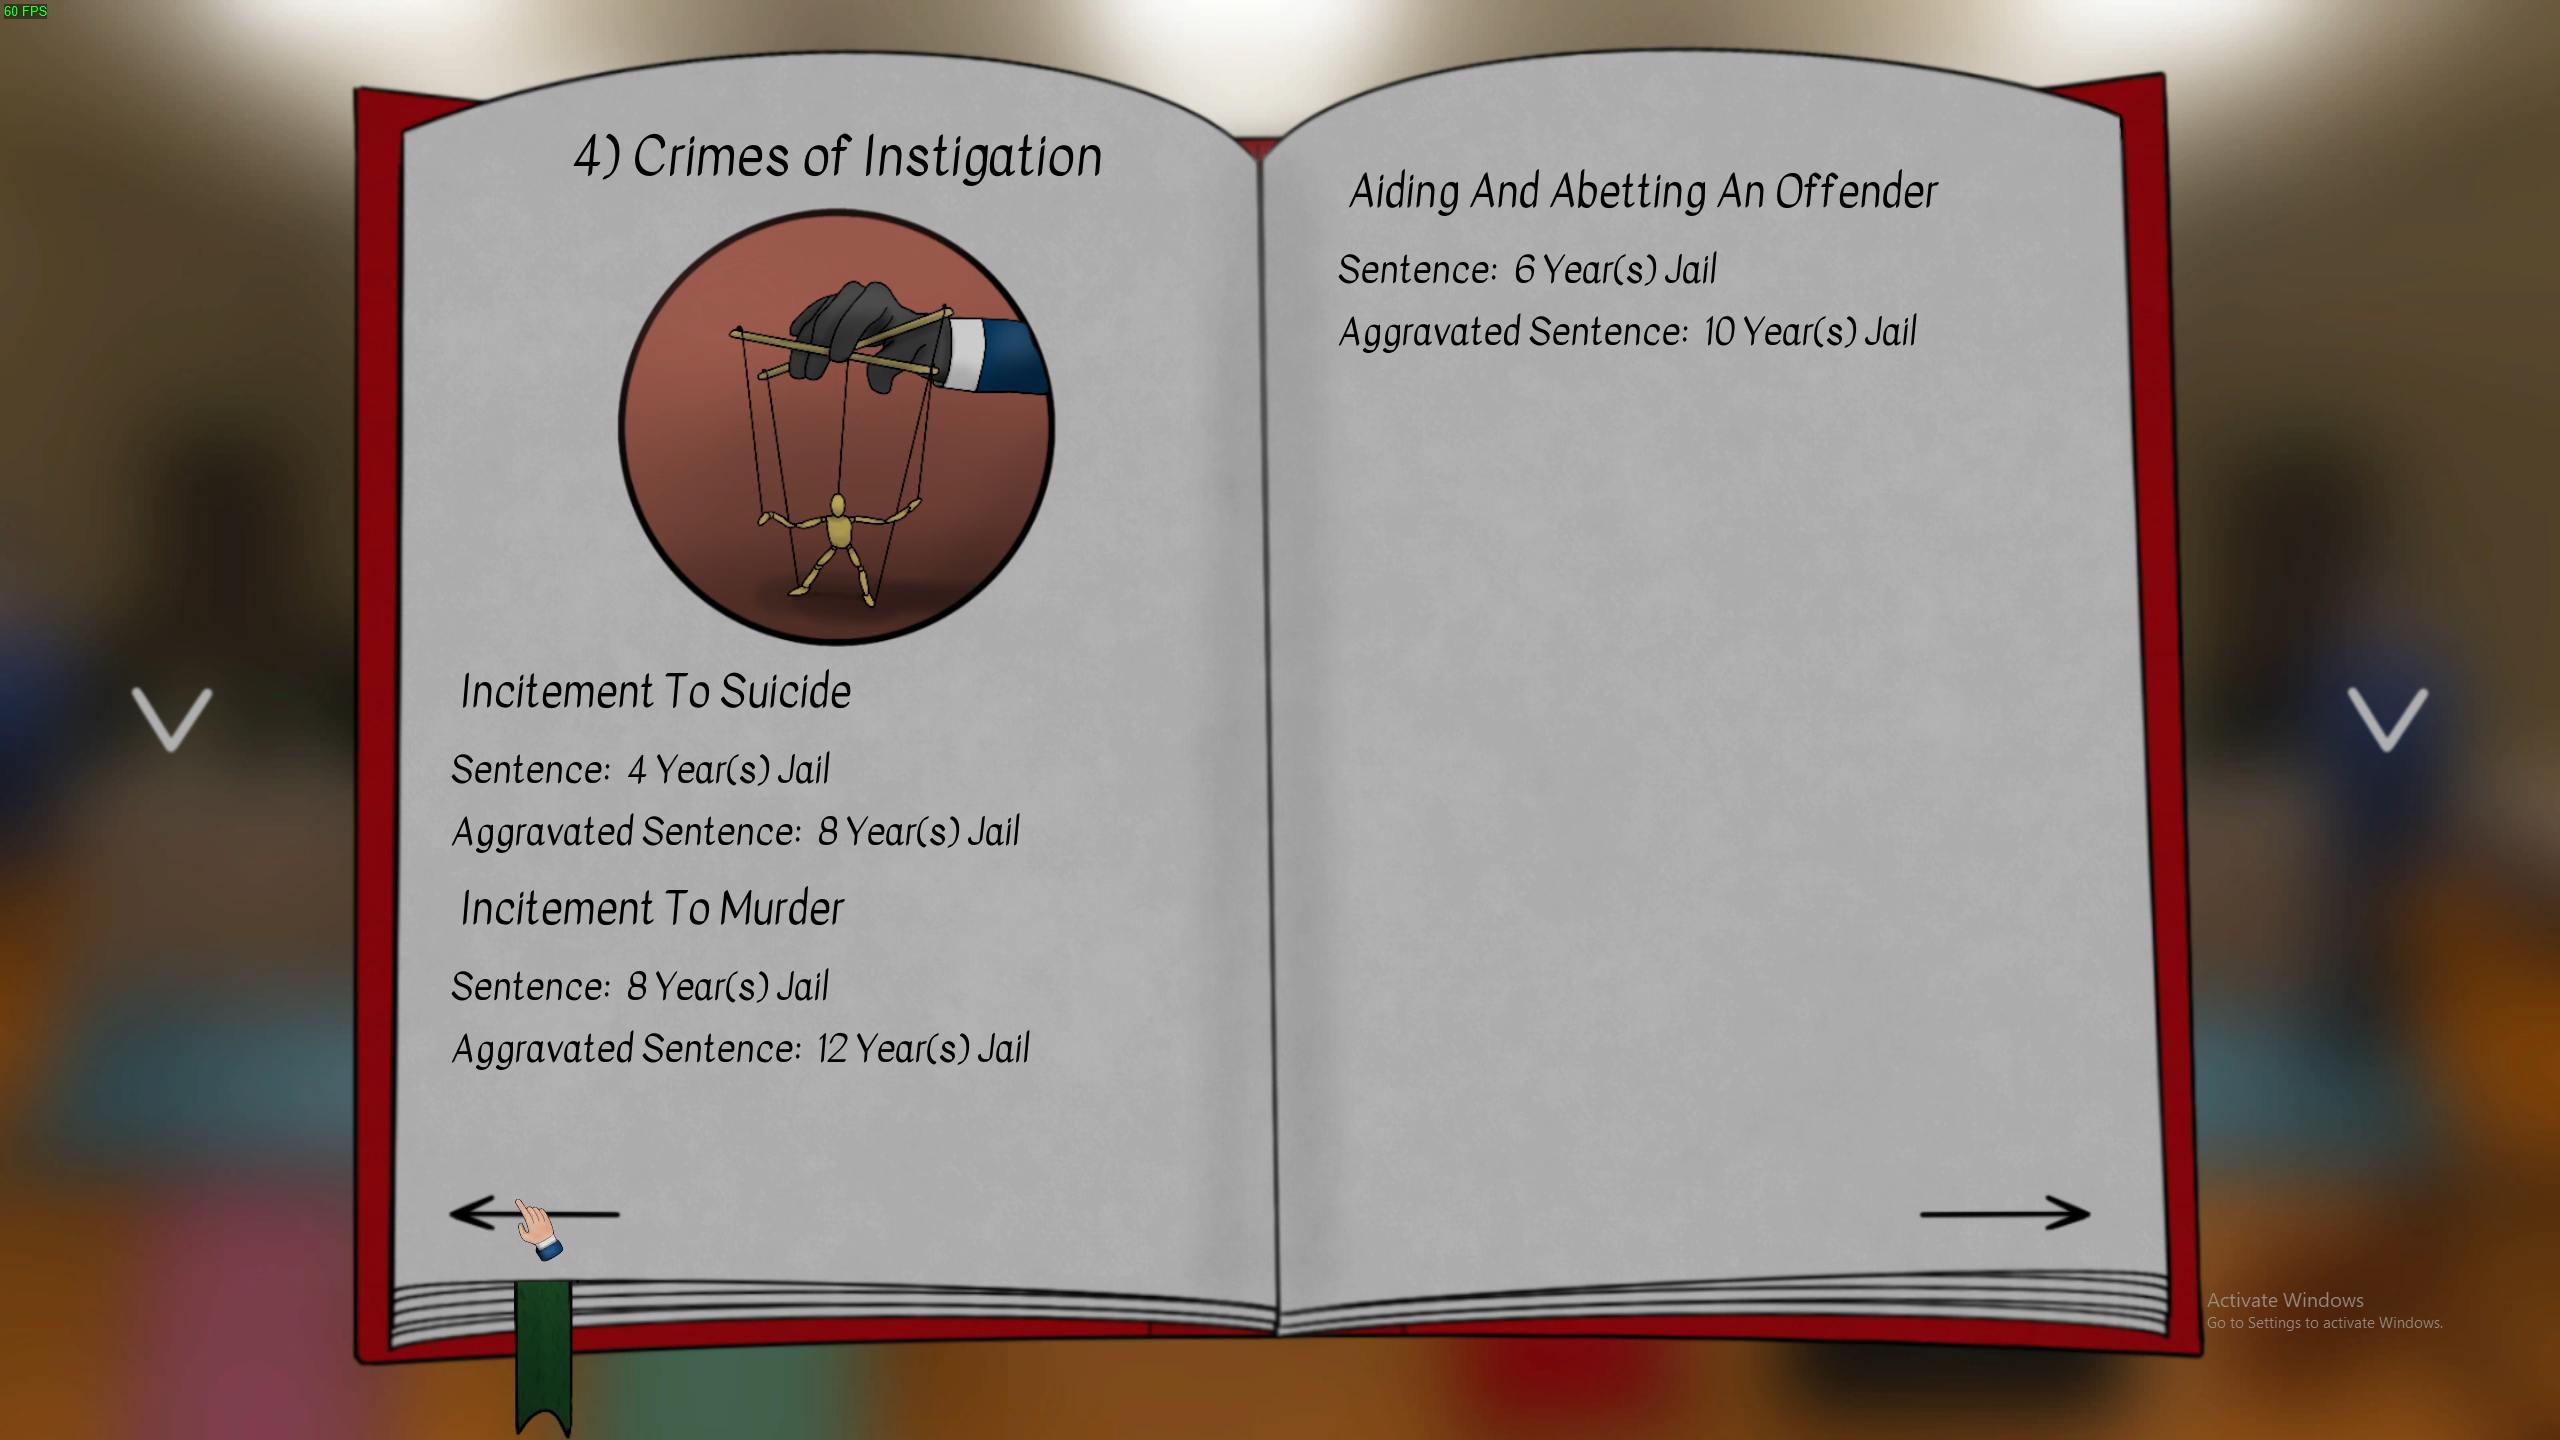 60 FPS
4) Crimes of Instigation
Incitement To Suicide
Sentence: 4 Year(s) Jail
Aggravated Sentence: 8 Year(s) Jail
Incitement To Murder
Sentence: 8 Year(s) Jail
Aggravated Sentence: 12 Year(s) Jail
Aiding And Abetting An Offender
Sentence: 6 Year(s) Jail
Aggravated Sentence: 10 Year(s) Jail
Activate Windows
Go to Settings to activate Windows.